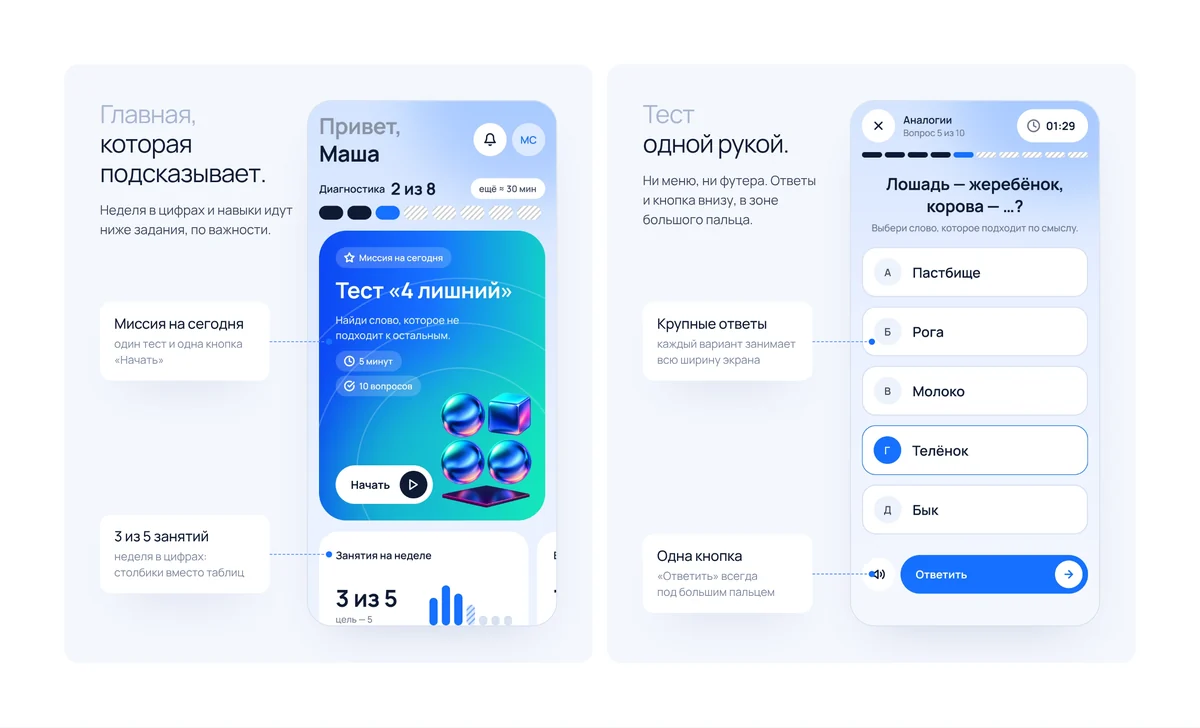 Главная,
которая
подсказывает.
Неделя в цифрах и навыки идут
ниже задания, по важности.
Миссия на сегодня
один тест и одна кнопка
«Начать»
3 из 5 занятий
неделя в цифрах:
столбики вместо таблиц
Привет,
Маша
МС
Диагностика 2 из 8
ещё ≈ 30 мин
Миссия на сегодня
Тест «4 лишний»
Найди слово, которое не
подходит к остальным.
5 минут
10 вопросов
Начать
Занятия на неделе
3 из 5
цель — 5
Тест
одной рукой.
Ни меню, ни футера. Ответы
и кнопка внизу, в зоне
большого пальца.
Крупные ответы
каждый вариант занимает
всю ширину экрана
Одна кнопка
«Ответить» всегда
под большим пальцем
Аналогии
Вопрос 5 из 10
01:29
Лошадь — жеребёнок,
корова — …?
Выбери слово, которое подходит по смыслу.
А Пастбище
Б Рога
В Молоко
Г Телёнок
Д Бык
Ответить